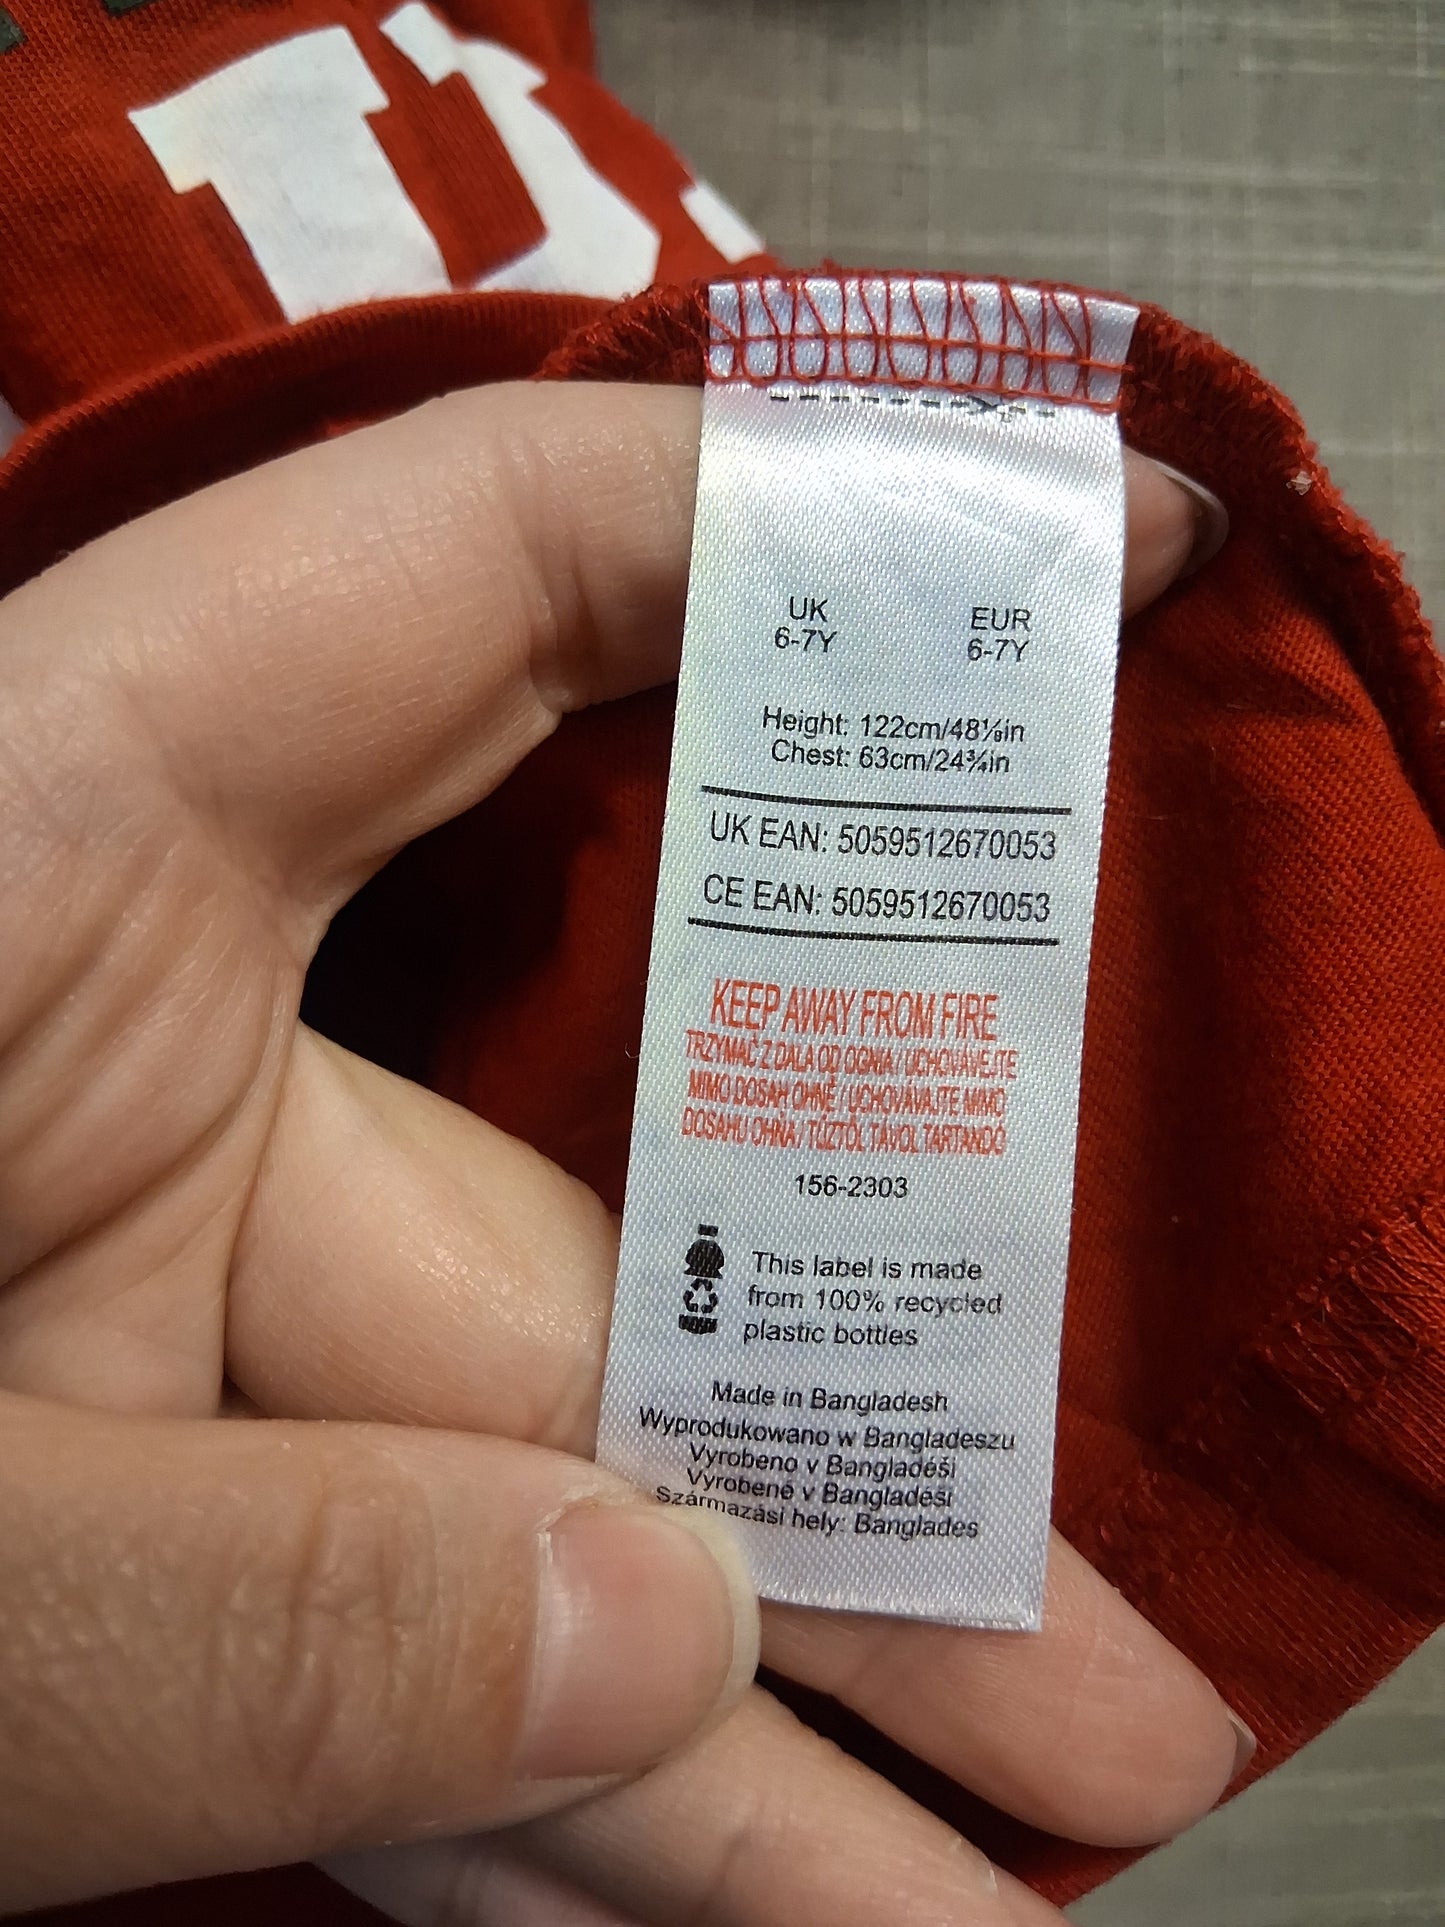 UK EUR
6-7Y 6-7Y
Height: 122cm/48⅛in
Chest: 63cm/24¾in
UK EAN: 5059512670053
CE EAN: 5059512670053
KEEP AWAY FROM FIRE
TRZYMAĆ Z DALA OD OGNIA / UCHOVÁVEJTE
MIMO DOSAH OHNĚ / UCHOVÁVAJTE MIMO
DOSAHU OHŇA / TŰZTŐL TÁVOL TARTANDÓ
156-2303
This label is made
from 100% recycled
plastic bottles
Made in Bangladesh
Wyprodukowano w Bangladeszu
Vyrobeno v Bangladéši
Vyrobené v Bangladéši
Származási hely: Banglades